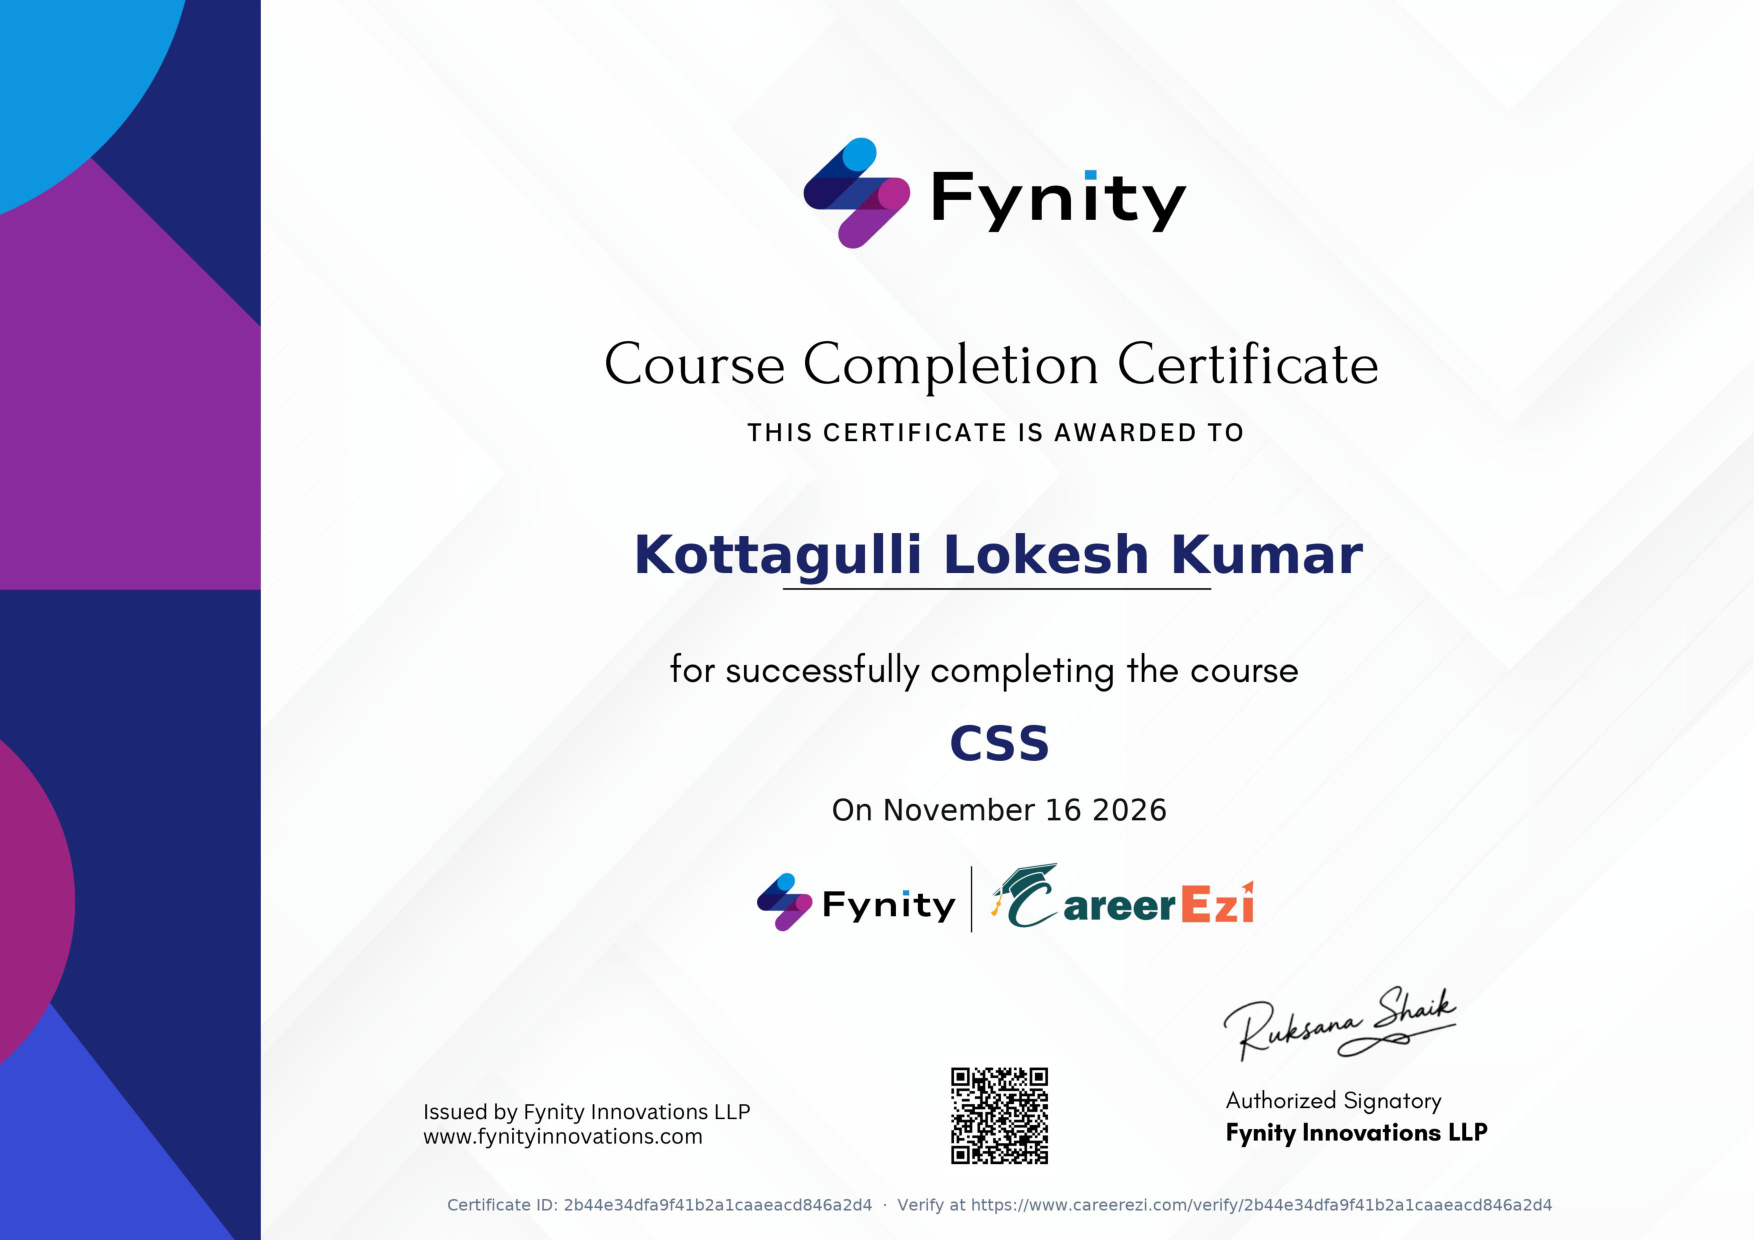 Fynity
Course Completion Certificate
THIS CERTIFICATE IS AWARDED TO
Kottagulli Lokesh Kumar
for successfully completing the course
CSS
On November 16 2026
Fynity | CareerEzi
Ruksana Shaik
Issued by Fynity Innovations LLP
www.fynityinnovations.com
Authorized Signatory
Fynity Innovations LLP
Certificate ID: 2b44e34dfa9f41b2a1caaeacd846a2d4 · Verify at https://www.careerezi.com/verify/2b44e34dfa9f41b2a1caaeacd846a2d4